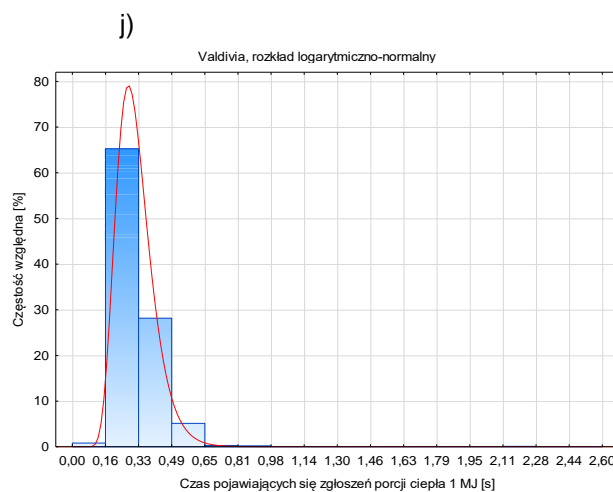 j)
Valdivia, rozkład logarytmiczno-normalny
Częstość względna [%]
80
70
60
50
40
30
20
10
0
0,00 0,16 0,33 0,49 0,65 0,81 0,98 1,14 1,30 1,46 1,63 1,79 1,95 2,11 2,28 2,44 2,60
Czas pojawiających się zgłoszeń porcji ciepła 1 MJ [s]